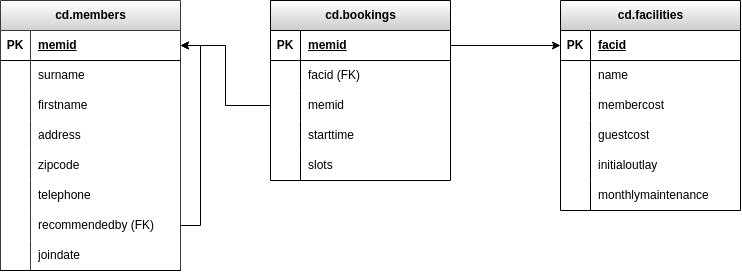 cd.members
PK memid
surname
firstname
address
zipcode
telephone
recommendedby (FK)
joindate
cd.bookings
PK memid
facid (FK)
memid
starttime
slots
cd.facilities
PK facid
name
membercost
guestcost
initialoutlay
monthlymaintenance